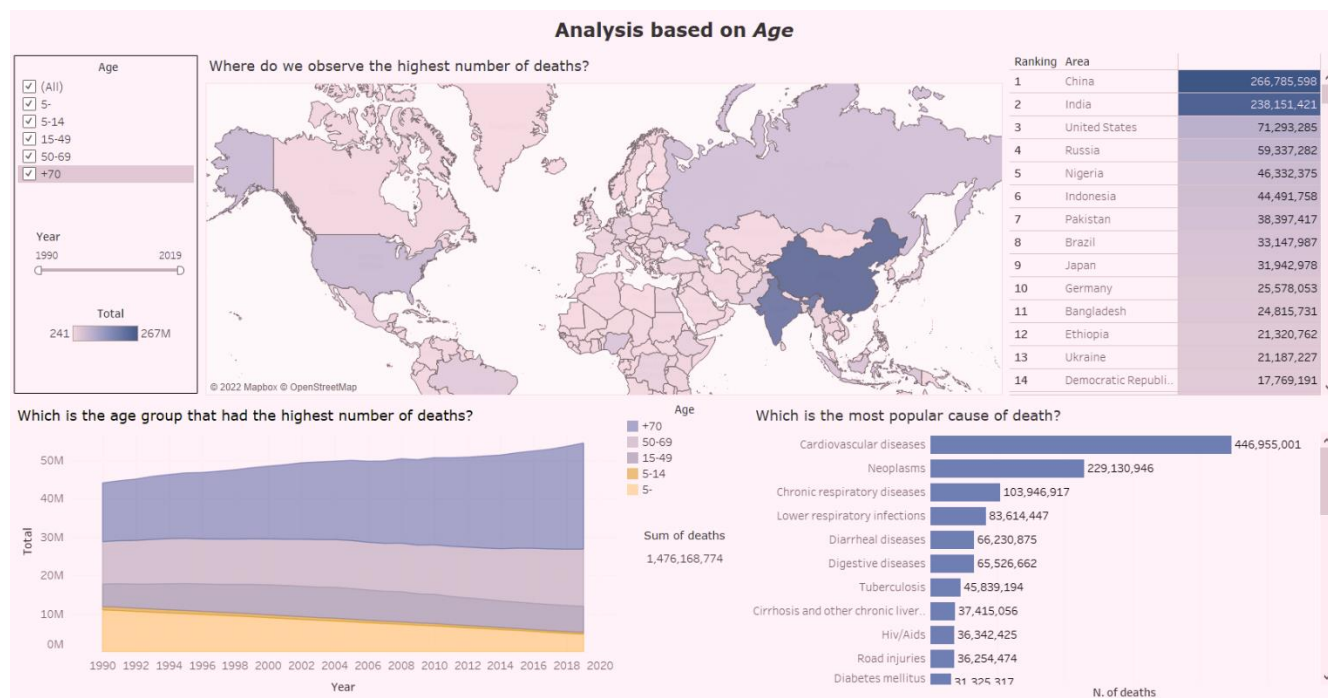 Analysis based on Age
Age
(All)
5-
5-14
15-49
50-69
+70
Year
1990 2019
Total
241 267M
Where do we observe the highest number of deaths?
© 2022 Mapbox © OpenStreetMap
Ranking Area
1 China 266,785,598
2 India 238,151,421
3 United States 71,293,285
4 Russia 59,337,282
5 Nigeria 46,332,375
6 Indonesia 44,491,758
7 Pakistan 38,397,417
8 Brazil 33,147,987
9 Japan 31,942,978
10 Germany 25,578,053
11 Bangladesh 24,815,731
12 Ethiopia 21,320,762
13 Ukraine 21,187,227
14 Democratic Republi.. 17,769,191
Which is the age group that had the highest number of deaths?
Total
50M
40M
30M
20M
10M
0M
1990 1992 1994 1996 1998 2000 2002 2004 2006 2008 2010 2012 2014 2016 2018 2020
Year
Age
+70
50-69
15-49
5-14
5-
Sum of deaths
1,476,168,774
Which is the most popular cause of death?
Cardiovascular diseases 446,955,001
Neoplasms 229,130,946
Chronic respiratory diseases 103,946,917
Lower respiratory infections 83,614,447
Diarrheal diseases 66,230,875
Digestive diseases 65,526,662
Tuberculosis 45,839,194
Cirrhosis and other chronic liver.. 37,415,056
Hiv/Aids 36,342,425
Road injuries 36,254,474
Diabetes mellitus 31,325,317
N. of deaths